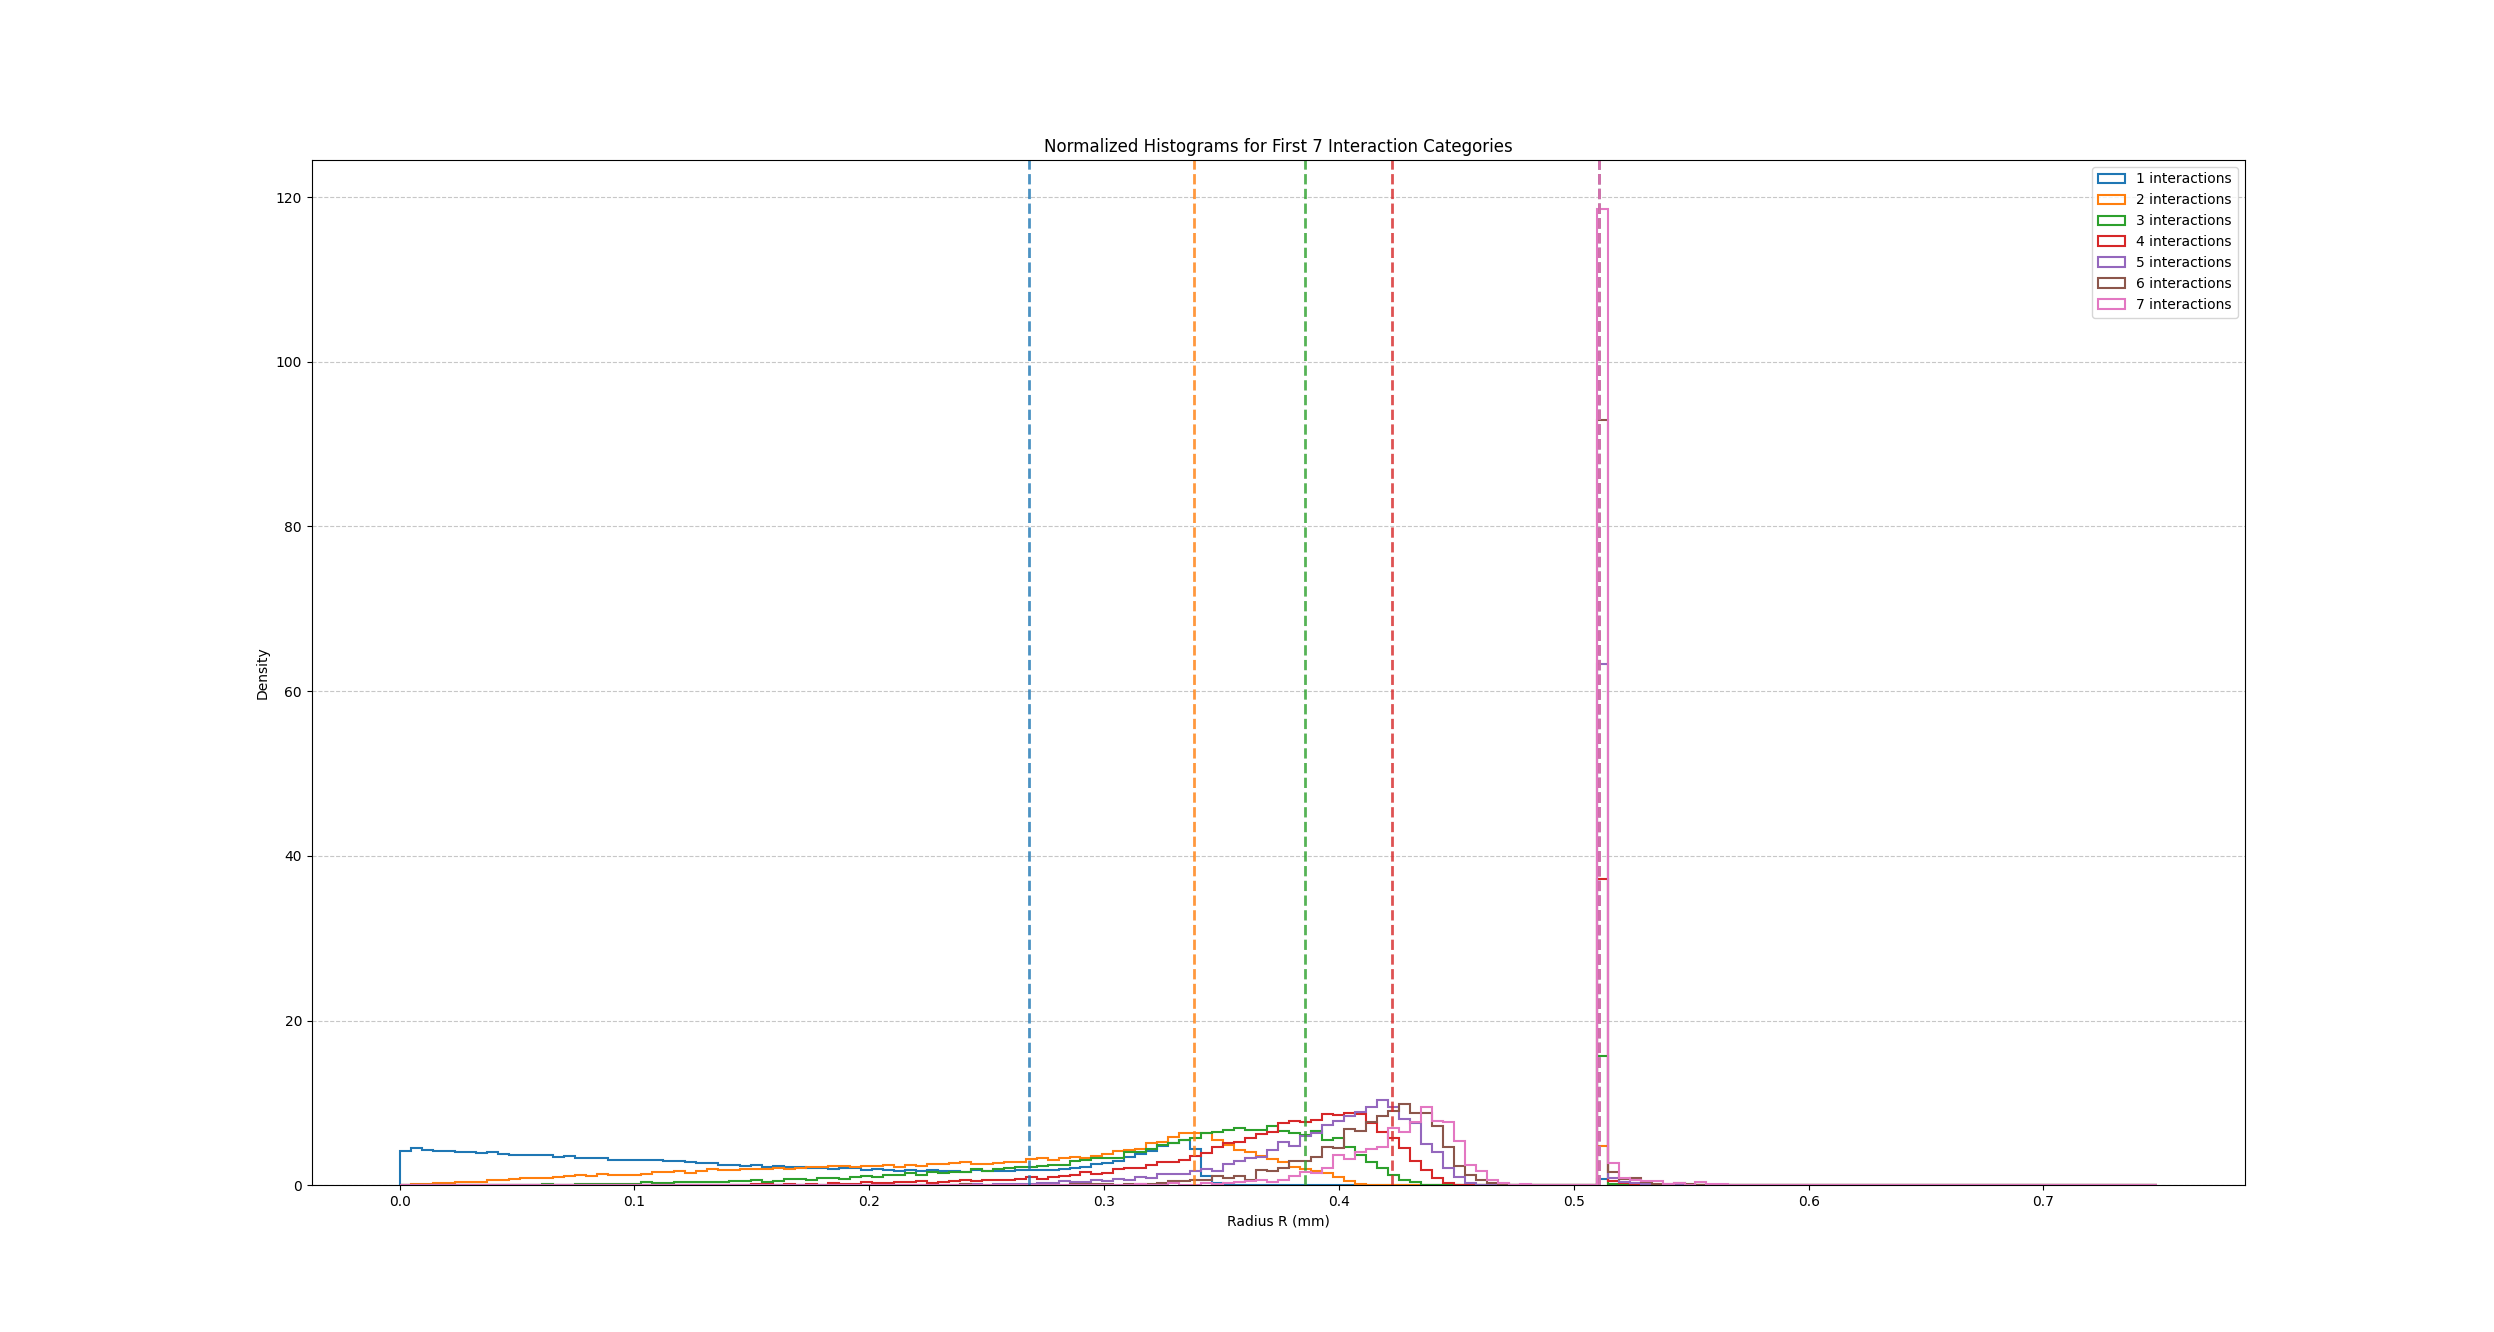 Normalized Histograms for First 7 Interaction Categories
1 interactions
2 interactions
3 interactions
4 interactions
5 interactions
6 interactions
7 interactions
120
100
80
60
40
20
0
Density
0.0 0.1 0.2 0.3 0.4 0.5 0.6 0.7
Radius R (mm)